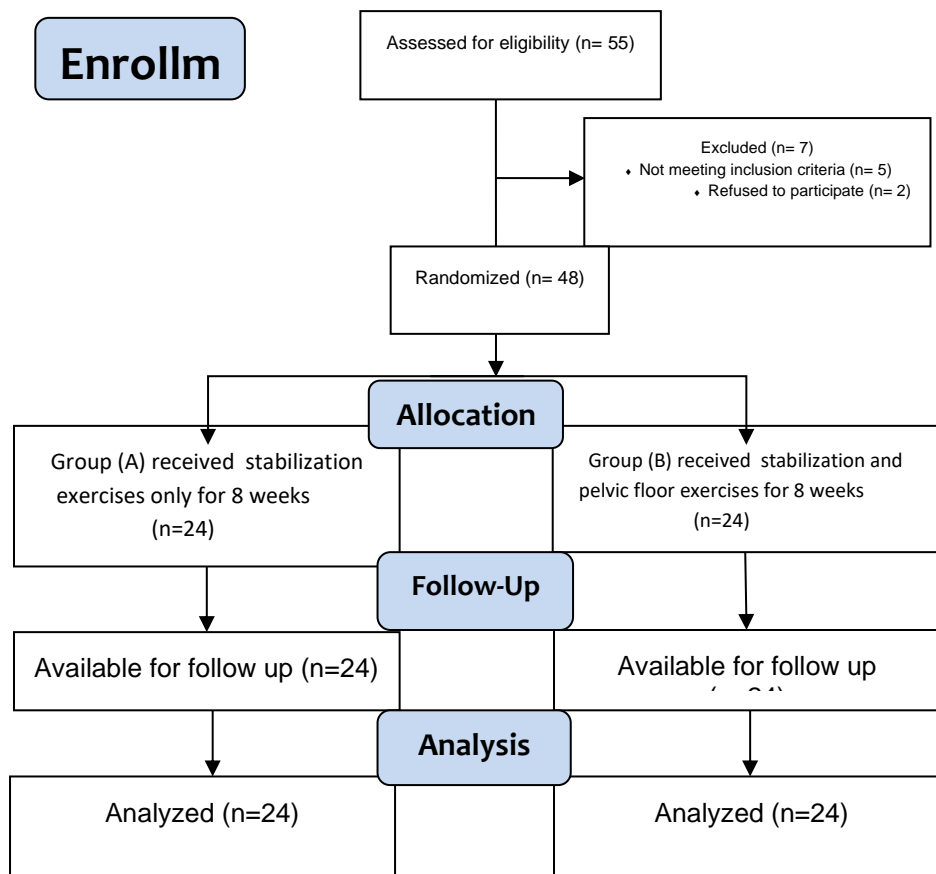 Enrollm
Assessed for eligibility (n= 55)
Excluded (n= 7)
⬧ Not meeting inclusion criteria (n= 5)
⬧ Refused to participate (n= 2)
Randomized (n= 48)
Allocation
Group (A) received stabilization
exercises only for 8 weeks
(n=24)
Group (B) received stabilization and
pelvic floor exercises for 8 weeks
(n=24)
Follow-Up
Available for follow up (n=24)
Available for follow up
Analysis
Analyzed (n=24)
Analyzed (n=24)